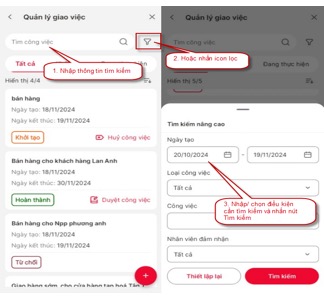 Quản lý giao việc
Tìm công việc
Tất cả
1. Nhập thông tin tìm kiếm
Hiển thị 4/4
bán hàng
Ngày tạo: 18/11/2024
Ngày kết thúc: 19/11/2024
Khởi tạo
Huỷ công việc
Bán hàng cho khách hàng Lan Anh
Ngày tạo: 18/11/2024
Ngày kết thúc: 30/11/2024
Hoàn thành
Duyệt công việc
Bán hàng cho Npp phương anh
Ngày tạo: 18/11/2024
Ngày kết thúc: 19/11/2024
Từ chối
Giao hàng sớm cho cửa hàng tạp hoá
Quản lý giao việc
Tìm công việc
2. Hoặc nhấn icon lọc
Tất cả
Đang thực hiện
Hiển thị 5/5
Tìm kiếm nâng cao
Ngày tạo
20/10/2024 - 19/11/2024
Loại công việc
Tất cả
Công việc
3. Nhập/ chọn điều kiện
cần tìm kiếm và nhấn nút
Tìm kiếm
Nhân viên đảm nhận
Tất cả
Thiết lập lại
Tìm kiếm